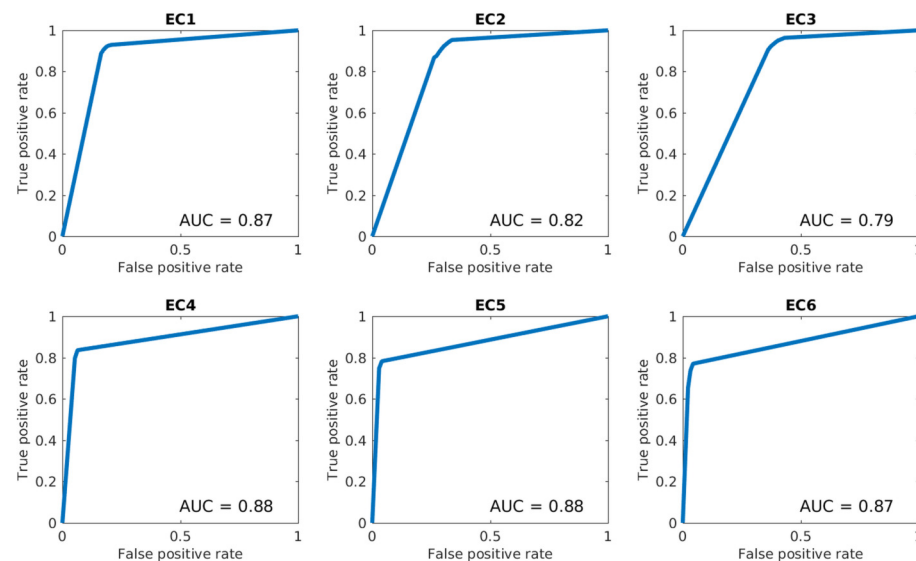 EC1
1
0.8
0.6
0.4
0.2
0
True positive rate
AUC = 0.87
0
0.5
1
False positive rate
EC2
1
0.8
0.6
0.4
0.2
0
True positive rate
AUC = 0.82
0
0.5
1
False positive rate
EC3
1
0.8
0.6
0.4
0.2
0
True positive rate
AUC = 0.79
0
0.5
1
False positive rate
EC4
1
0.8
0.6
0.4
0.2
0
True positive rate
AUC = 0.88
0
0.5
1
False positive rate
EC5
1
0.8
0.6
0.4
0.2
0
True positive rate
AUC = 0.88
0
0.5
1
False positive rate
EC6
1
0.8
0.6
0.4
0.2
0
True positive rate
AUC = 0.87
0
0.5
1
False positive rate